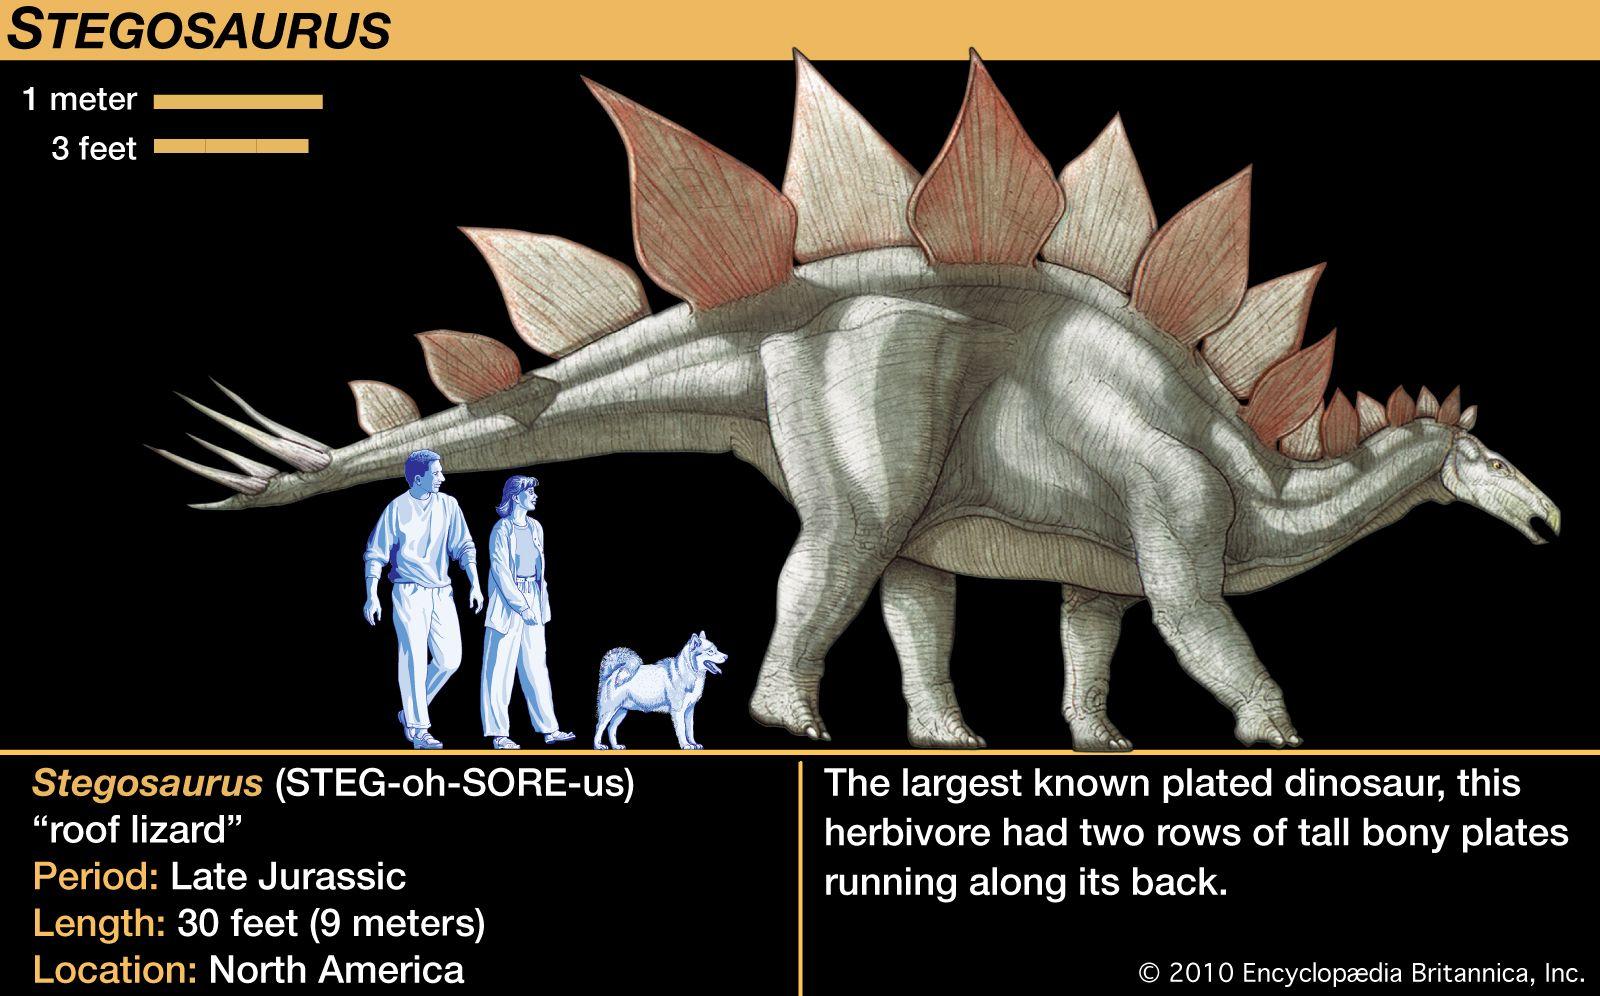 STEGOSAURUS
1 meter
3 feet
Stegosaurus (STEG-oh-SORE-us)
“roof lizard”
Period: Late Jurassic
Length: 30 feet (9 meters)
Location: North America
The largest known plated dinosaur, this
herbivore had two rows of tall bony plates
running along its back.
© 2010 Encyclopædia Britannica, Inc.